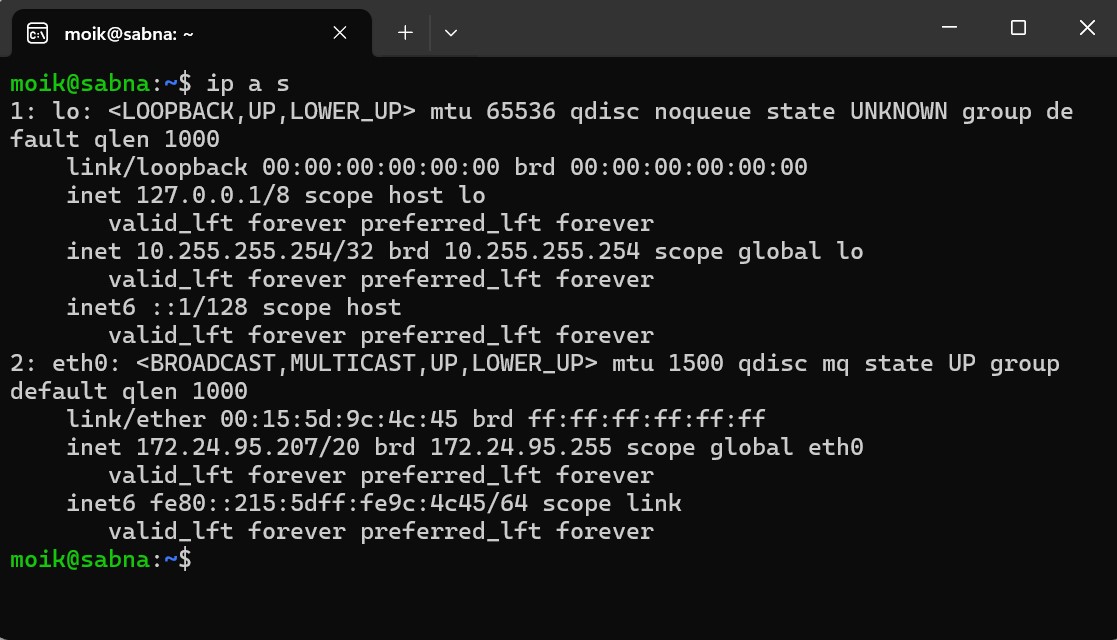 moik@sabna: ~
moik@sabna:~$ ip a s
1: lo: <LOOPBACK,UP,LOWER_UP> mtu 65536 qdisc noqueue state UNKNOWN group de
fault qlen 1000
    link/loopback 00:00:00:00:00:00 brd 00:00:00:00:00:00
    inet 127.0.0.1/8 scope host lo
       valid_lft forever preferred_lft forever
    inet 10.255.255.254/32 brd 10.255.255.254 scope global lo
       valid_lft forever preferred_lft forever
    inet6 ::1/128 scope host
       valid_lft forever preferred_lft forever
2: eth0: <BROADCAST,MULTICAST,UP,LOWER_UP> mtu 1500 qdisc mq state UP group
default qlen 1000
    link/ether 00:15:5d:9c:4c:45 brd ff:ff:ff:ff:ff:ff
    inet 172.24.95.207/20 brd 172.24.95.255 scope global eth0
       valid_lft forever preferred_lft forever
    inet6 fe80::215:5dff:fe9c:4c45/64 scope link
       valid_lft forever preferred_lft forever
moik@sabna:~$